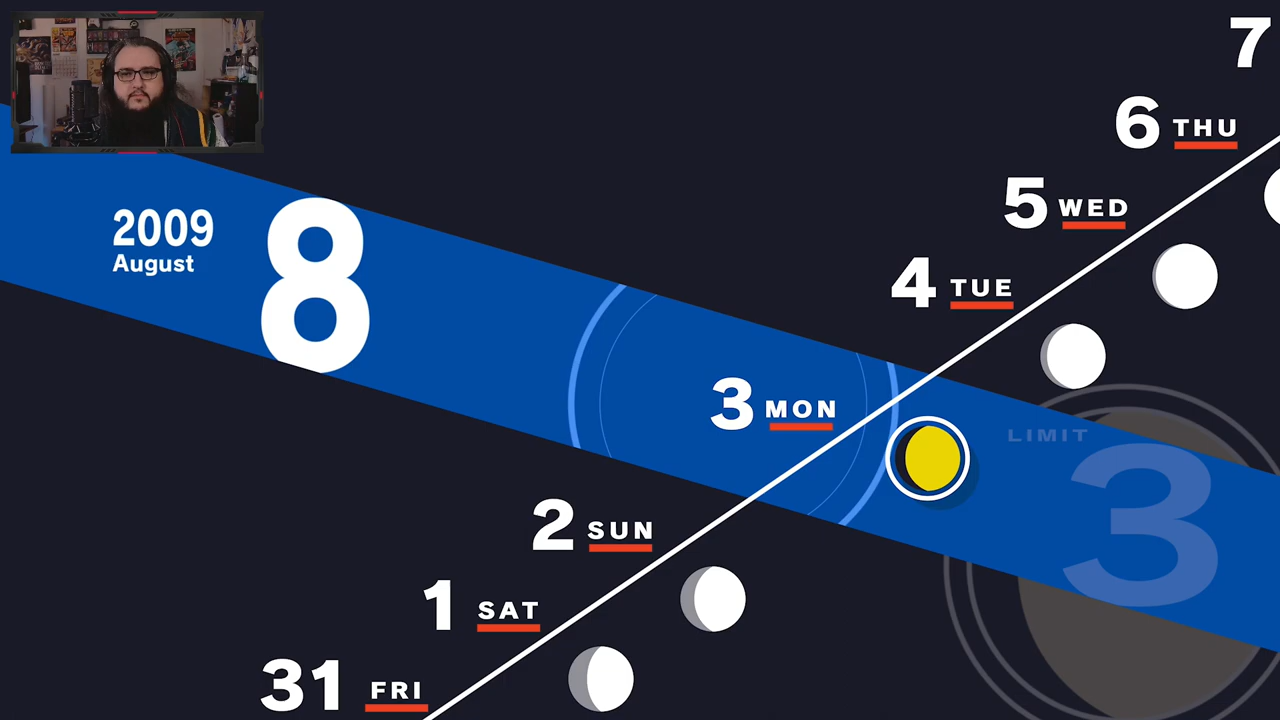 7
6 THU
5 WED
2009
August
8
4 TUE
3 MON
LIMIT
3
2 SUN
1 SAT
31 FRI